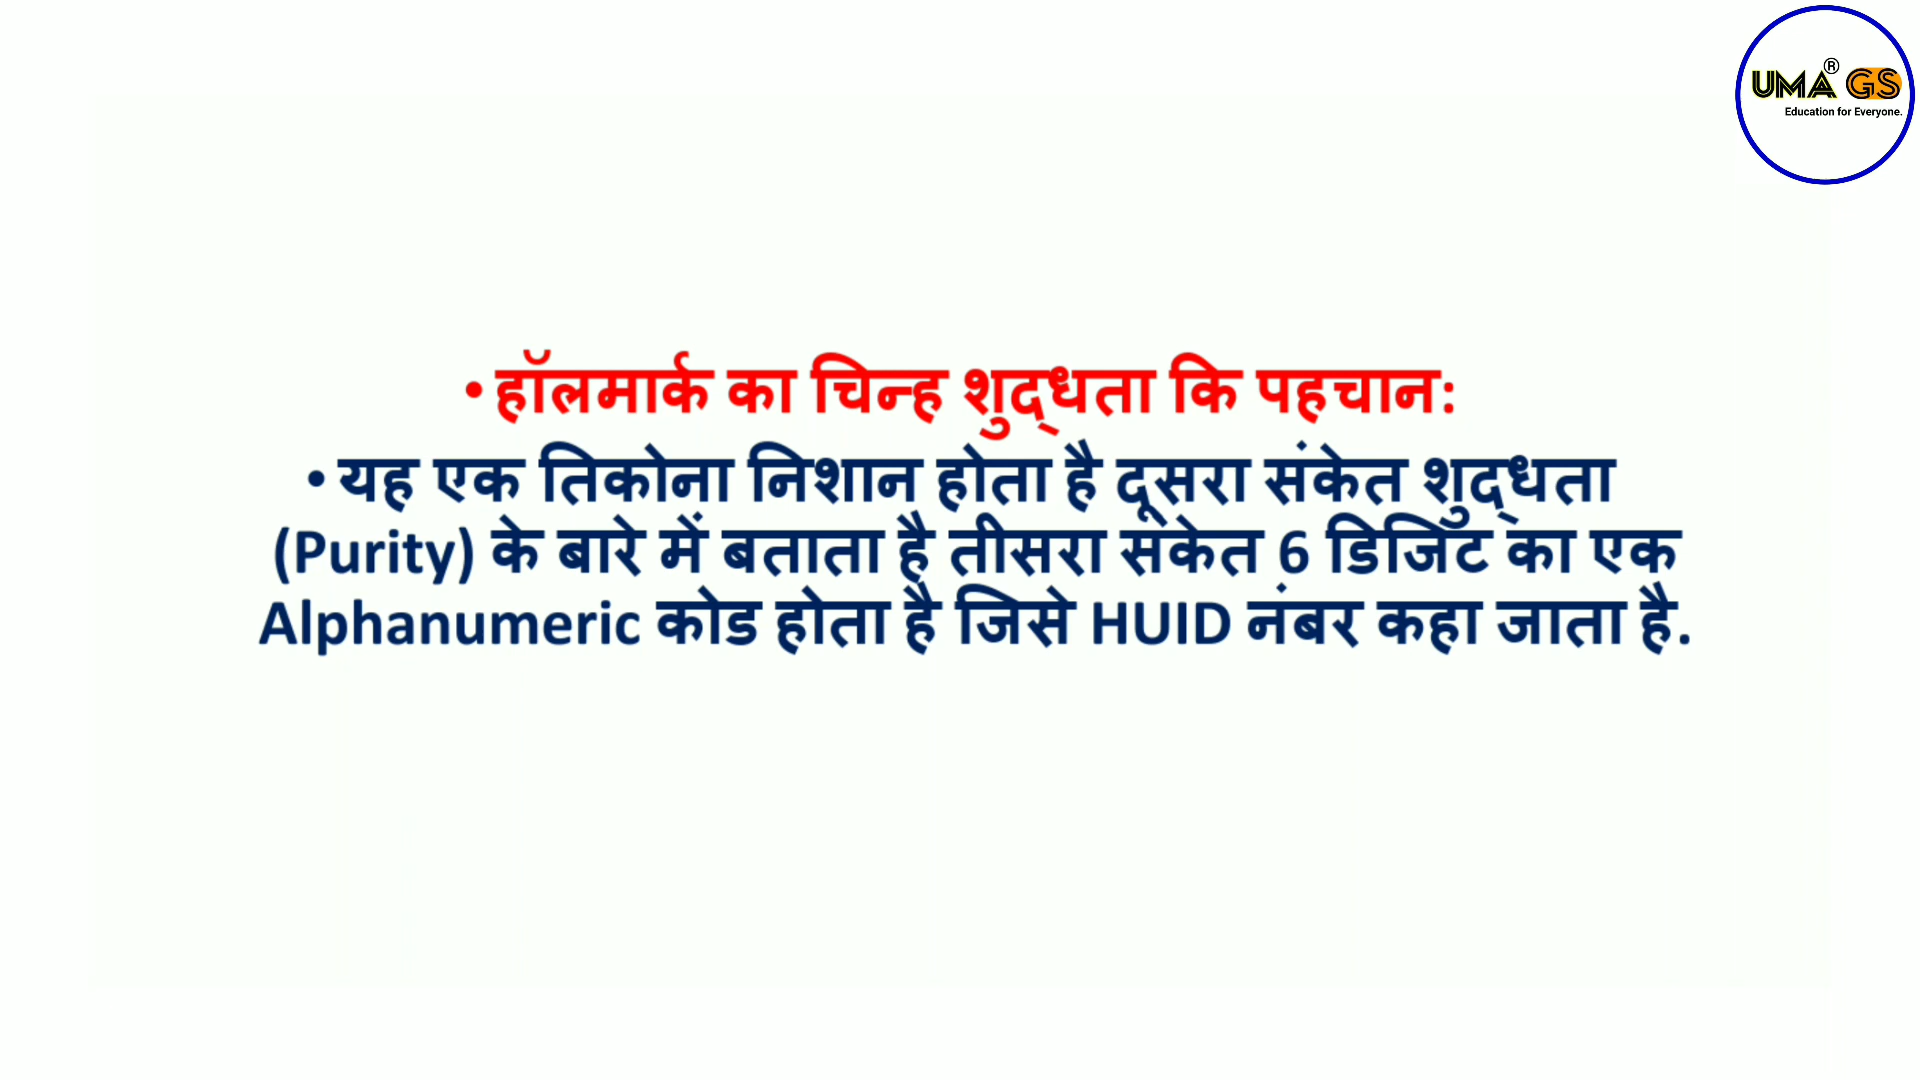 UMA® GS
Education for Everyone.
• हॉलमार्क का चिन्ह शुद्धता कि पहचान:
• यह एक तिकोना निशान होता है दूसरा संकेत शुद्धता
(Purity) के बारे में बताता है तीसरा संकेत 6 डिजिट का एक
Alphanumeric कोड होता है जिसे HUID नंबर कहा जाता है.